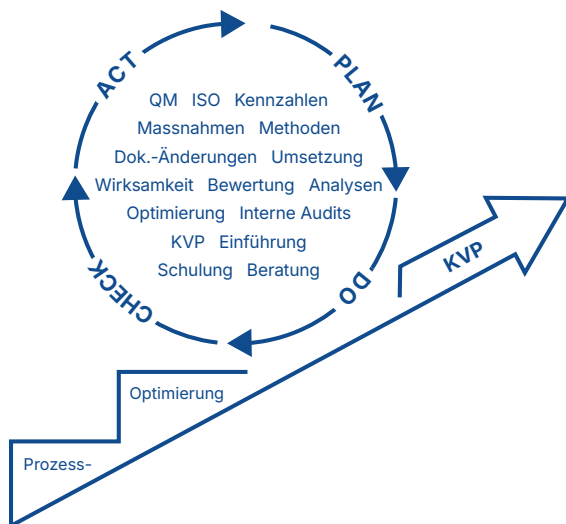 ACT
PLAN
QM ISO Kennzahlen
Massnahmen Methoden
Dok.-Änderungen Umsetzung
Wirksamkeit Bewertung Analysen
Optimierung Interne Audits
KVP Einführung
Schulung Beratung
CHECK
DO
KVP
Optimierung
Prozess-